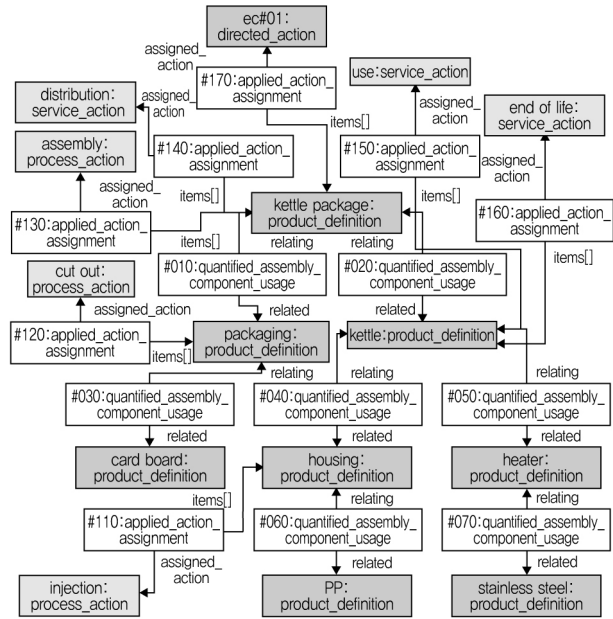 ec#01:
directed_action
assigned_
action
#170:applied_action_
assignment
use:service_action
distribution:
service_action
assigned_
action
items[]
assigned_
action
end of life:
service_action
assembly:
process_action
#140:applied_action_
assignment
#150:applied_action_
assignment
assigned_
action
assigned_
action
items[]
items[]
kettle package:
product_definition
#160:applied_action_
assignment
#130:applied_action_
assignment
items[]
relating
relating
items[]
cut out:
process_action
#010:quantified_assembly_
component_usage
#020:quantified_assembly_
component_usage
assigned_action
related
related
#120:applied_action_
assignment
items[]
packaging:
product_definition
kettle:product_definition
relating
relating
relating
#030:quantified_assembly_
component_usage
#040:quantified_assembly_
component_usage
#050:quantified_assembly_
component_usage
related
related
related
card board:
product_definition
housing:
product_definition
heater:
product_definition
items[]
relating
relating
#110:applied_action_
assignment
#060:quantified_assembly_
component_usage
#070:quantified_assembly_
component_usage
assigned_
action
related
related
injection:
process_action
PP:
product_definition
stainless steel:
product_definition